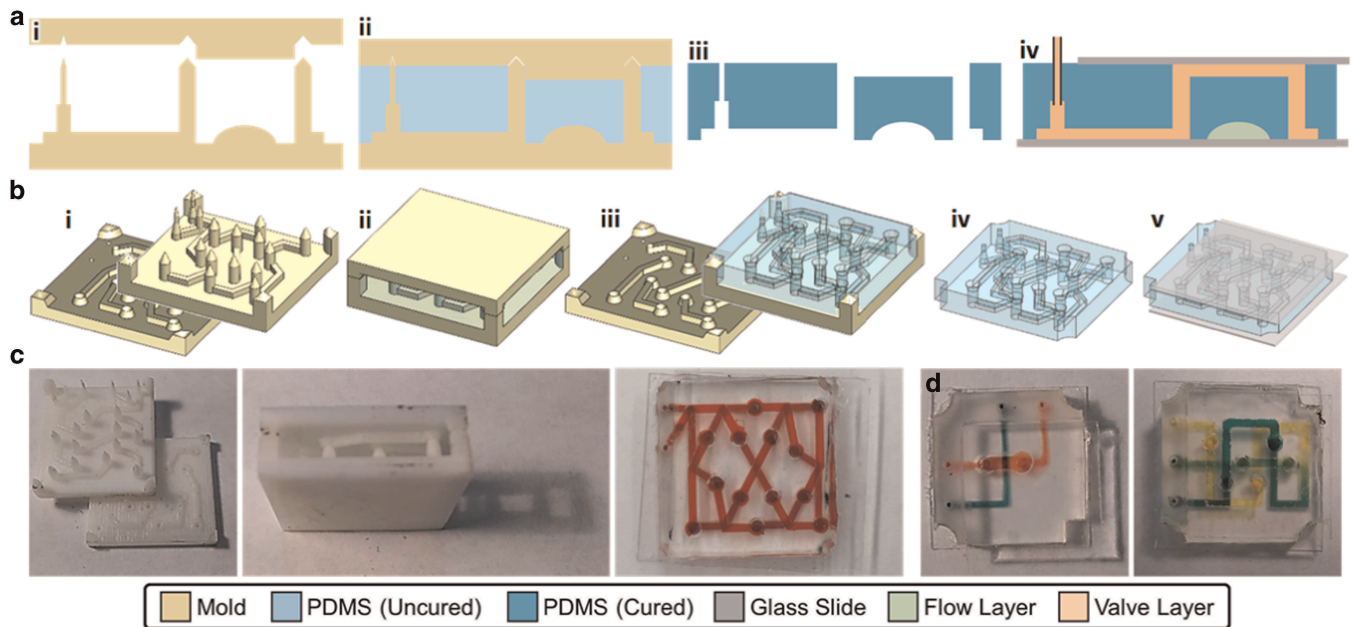 a
i
ii
iii
iv
b
i
ii
iii
iv
v
c
d
Mold
PDMS (Uncured)
PDMS (Cured)
Glass Slide
Flow Layer
Valve Layer